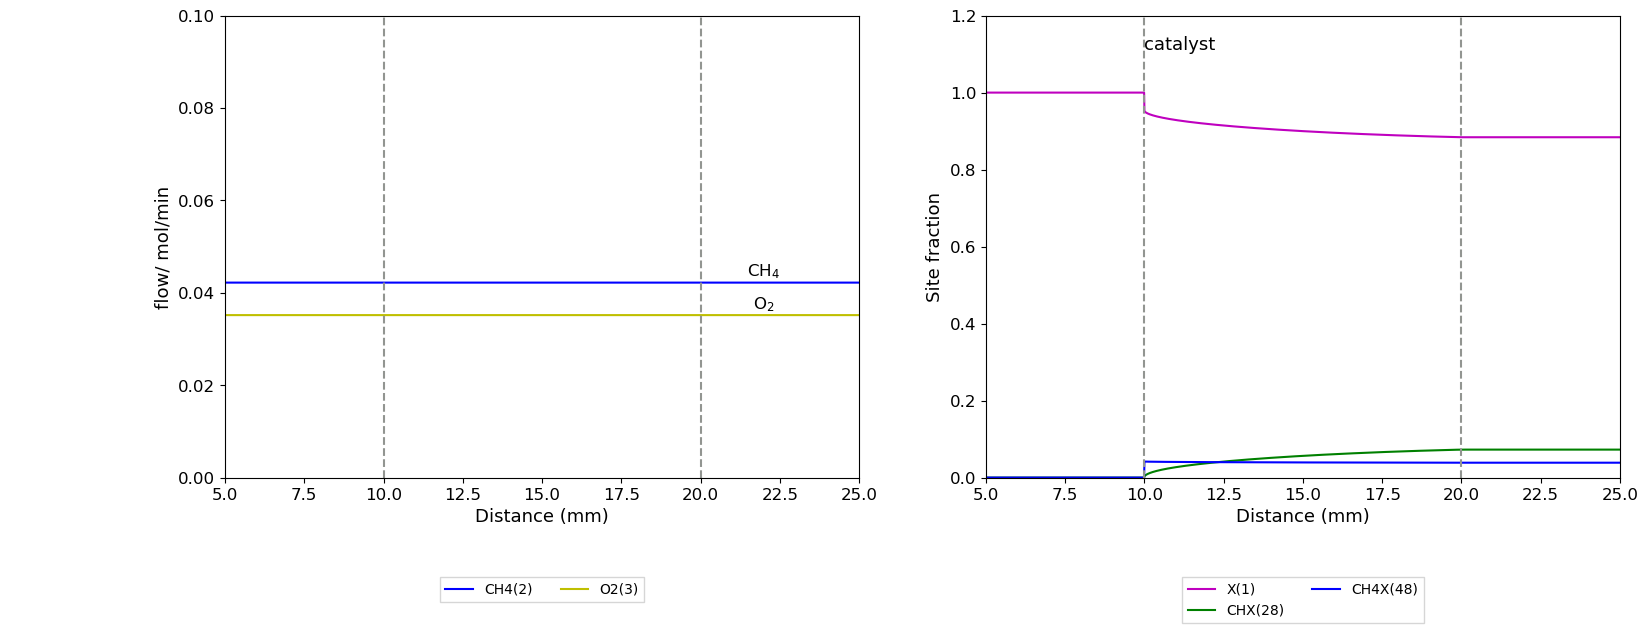 0.10
0.08
0.06
0.04
0.02
0.00
flow/ mol/min
CH₄
O₂
5.0 7.5 10.0 12.5 15.0 17.5 20.0 22.5 25.0
Distance (mm)
CH4(2) O2(3)
1.2
1.0
0.8
0.6
0.4
0.2
0.0
Site fraction
catalyst
5.0 7.5 10.0 12.5 15.0 17.5 20.0 22.5 25.0
Distance (mm)
X(1) CH4X(48)
CHX(28)